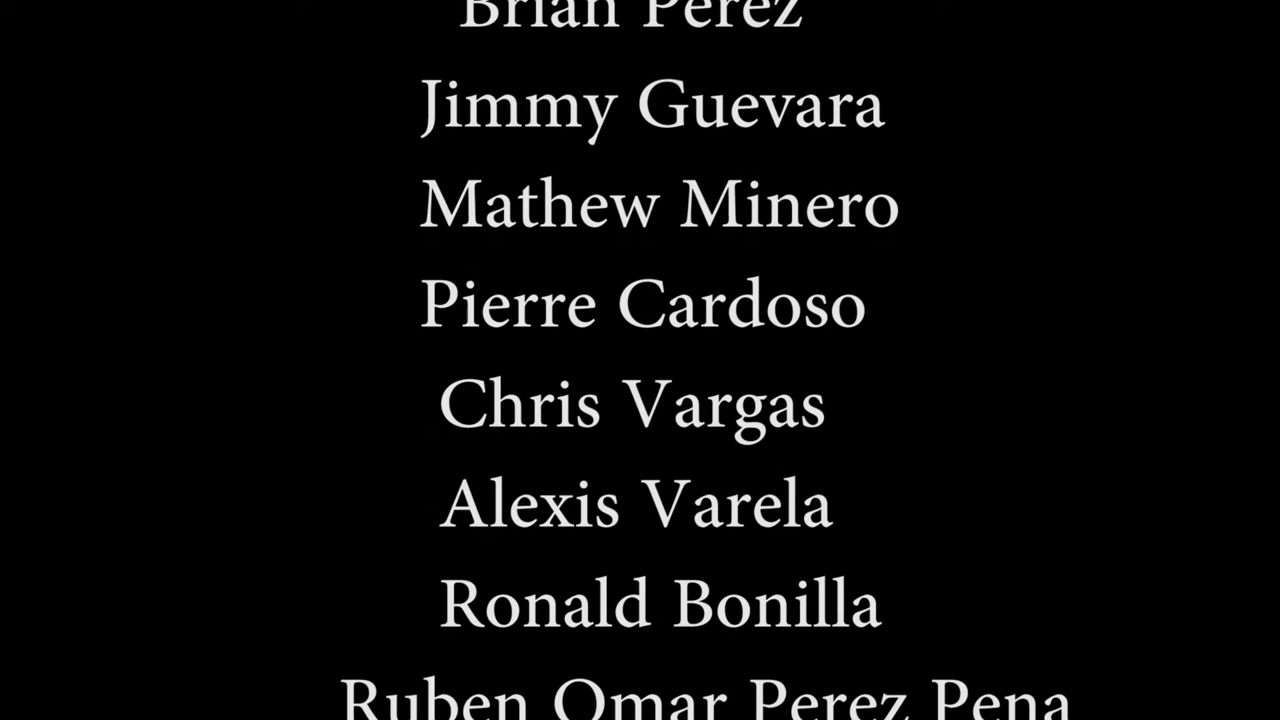 Brian Perez
Jimmy Guevara
Mathew Minero
Pierre Cardoso
Chris Vargas
Alexis Varela
Ronald Bonilla
Ruben Omar Perez Pena